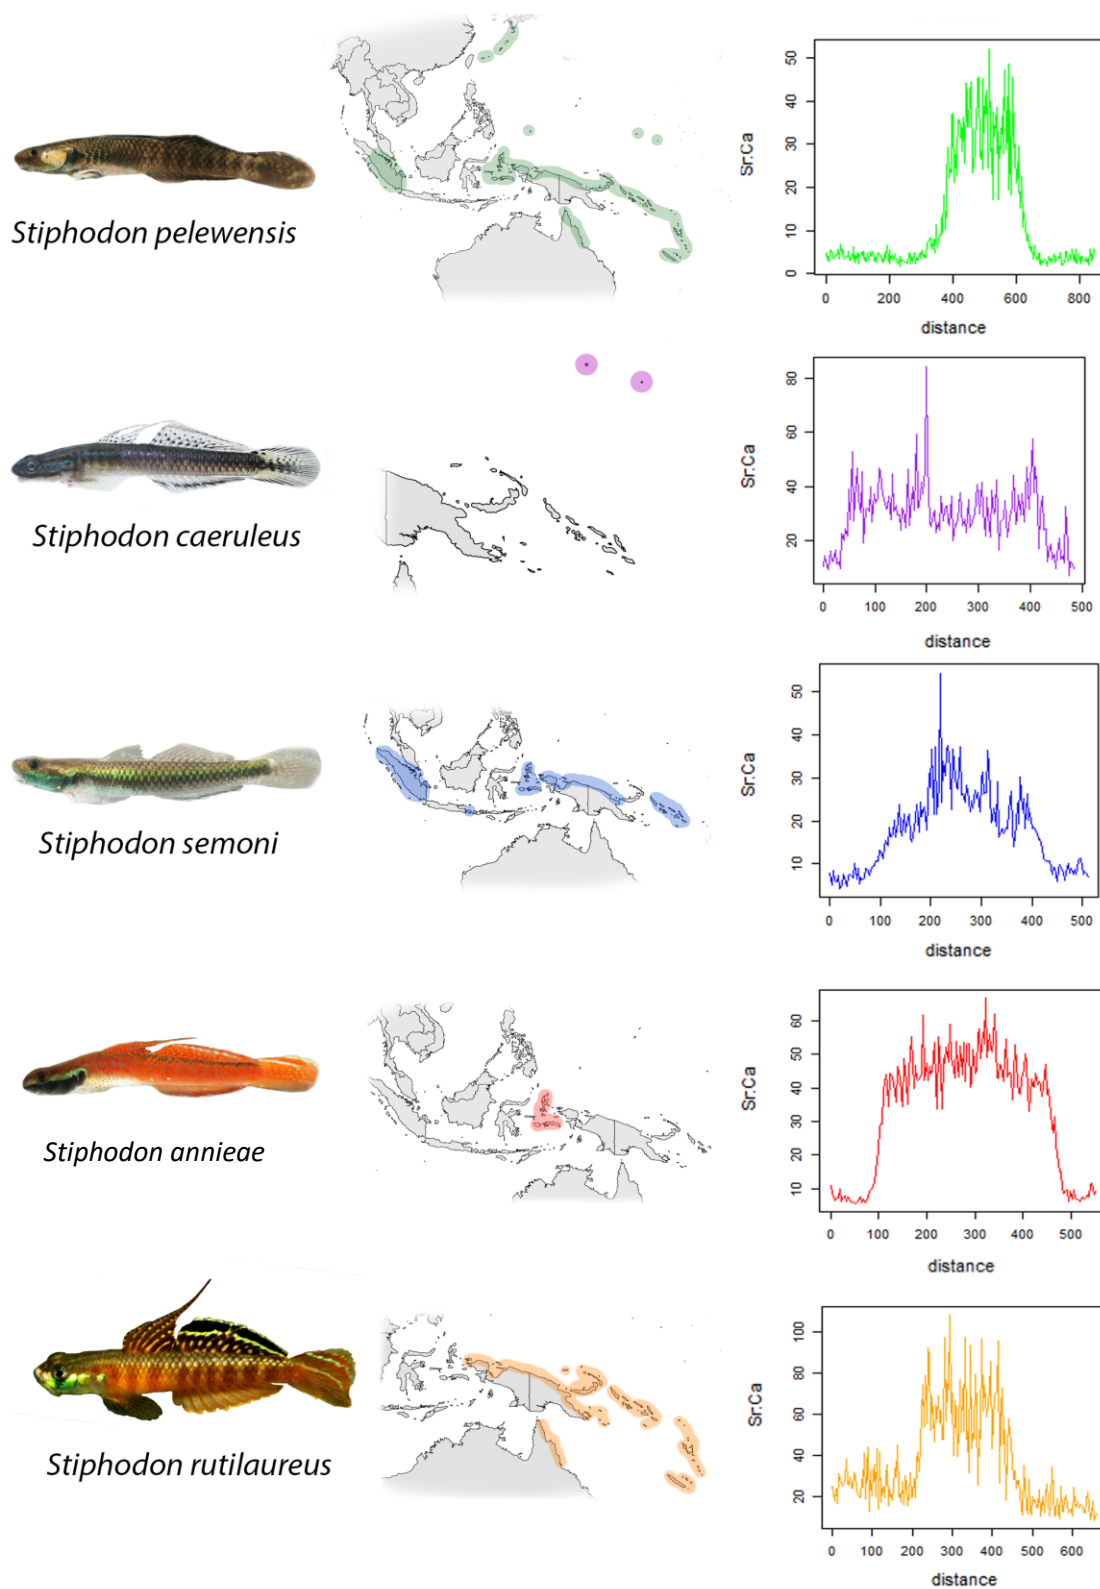 Stiphodon pelewensis
Sr.Ca
50
40
30
20
10
0
0 200 400 600 800
distance
Stiphodon caeruleus
Sr.Ca
80
60
40
20
0 100 200 300 400 500
distance
Stiphodon semoni
Sr.Ca
50
40
30
20
10
0 100 200 300 400 500
distance
Stiphodon annieae
Sr.Ca
60
50
40
30
20
10
0 100 200 300 400 500
distance
Stiphodon rutilaureus
Sr.Ca
100
80
60
40
20
0 100 200 300 400 500 600
distance